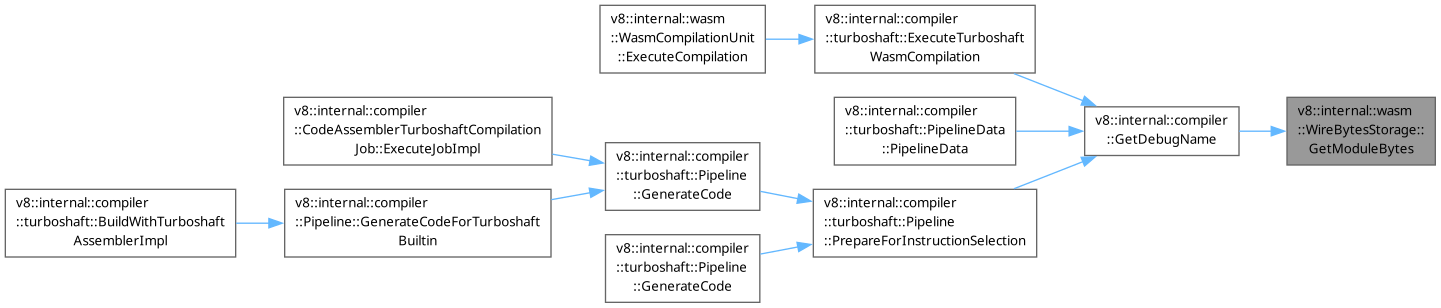 v8::internal::wasm
::WasmCompilationUnit
::ExecuteCompilation
v8::internal::compiler
::turboshaft::ExecuteTurboshaft
WasmCompilation
v8::internal::compiler
::CodeAssemblerTurboshaftCompilation
Job::ExecuteJobImpl
v8::internal::compiler
::turboshaft::PipelineData
::PipelineData
v8::internal::compiler
::GetDebugName
v8::internal::wasm
::WireBytesStorage::
GetModuleBytes
v8::internal::compiler
::turboshaft::Pipeline
::GenerateCode
v8::internal::compiler
::turboshaft::BuildWithTurboshaft
AssemblerImpl
v8::internal::compiler
::Pipeline::GenerateCodeForTurboshaft
Builtin
v8::internal::compiler
::turboshaft::Pipeline
::PrepareForInstructionSelection
v8::internal::compiler
::turboshaft::Pipeline
::GenerateCode